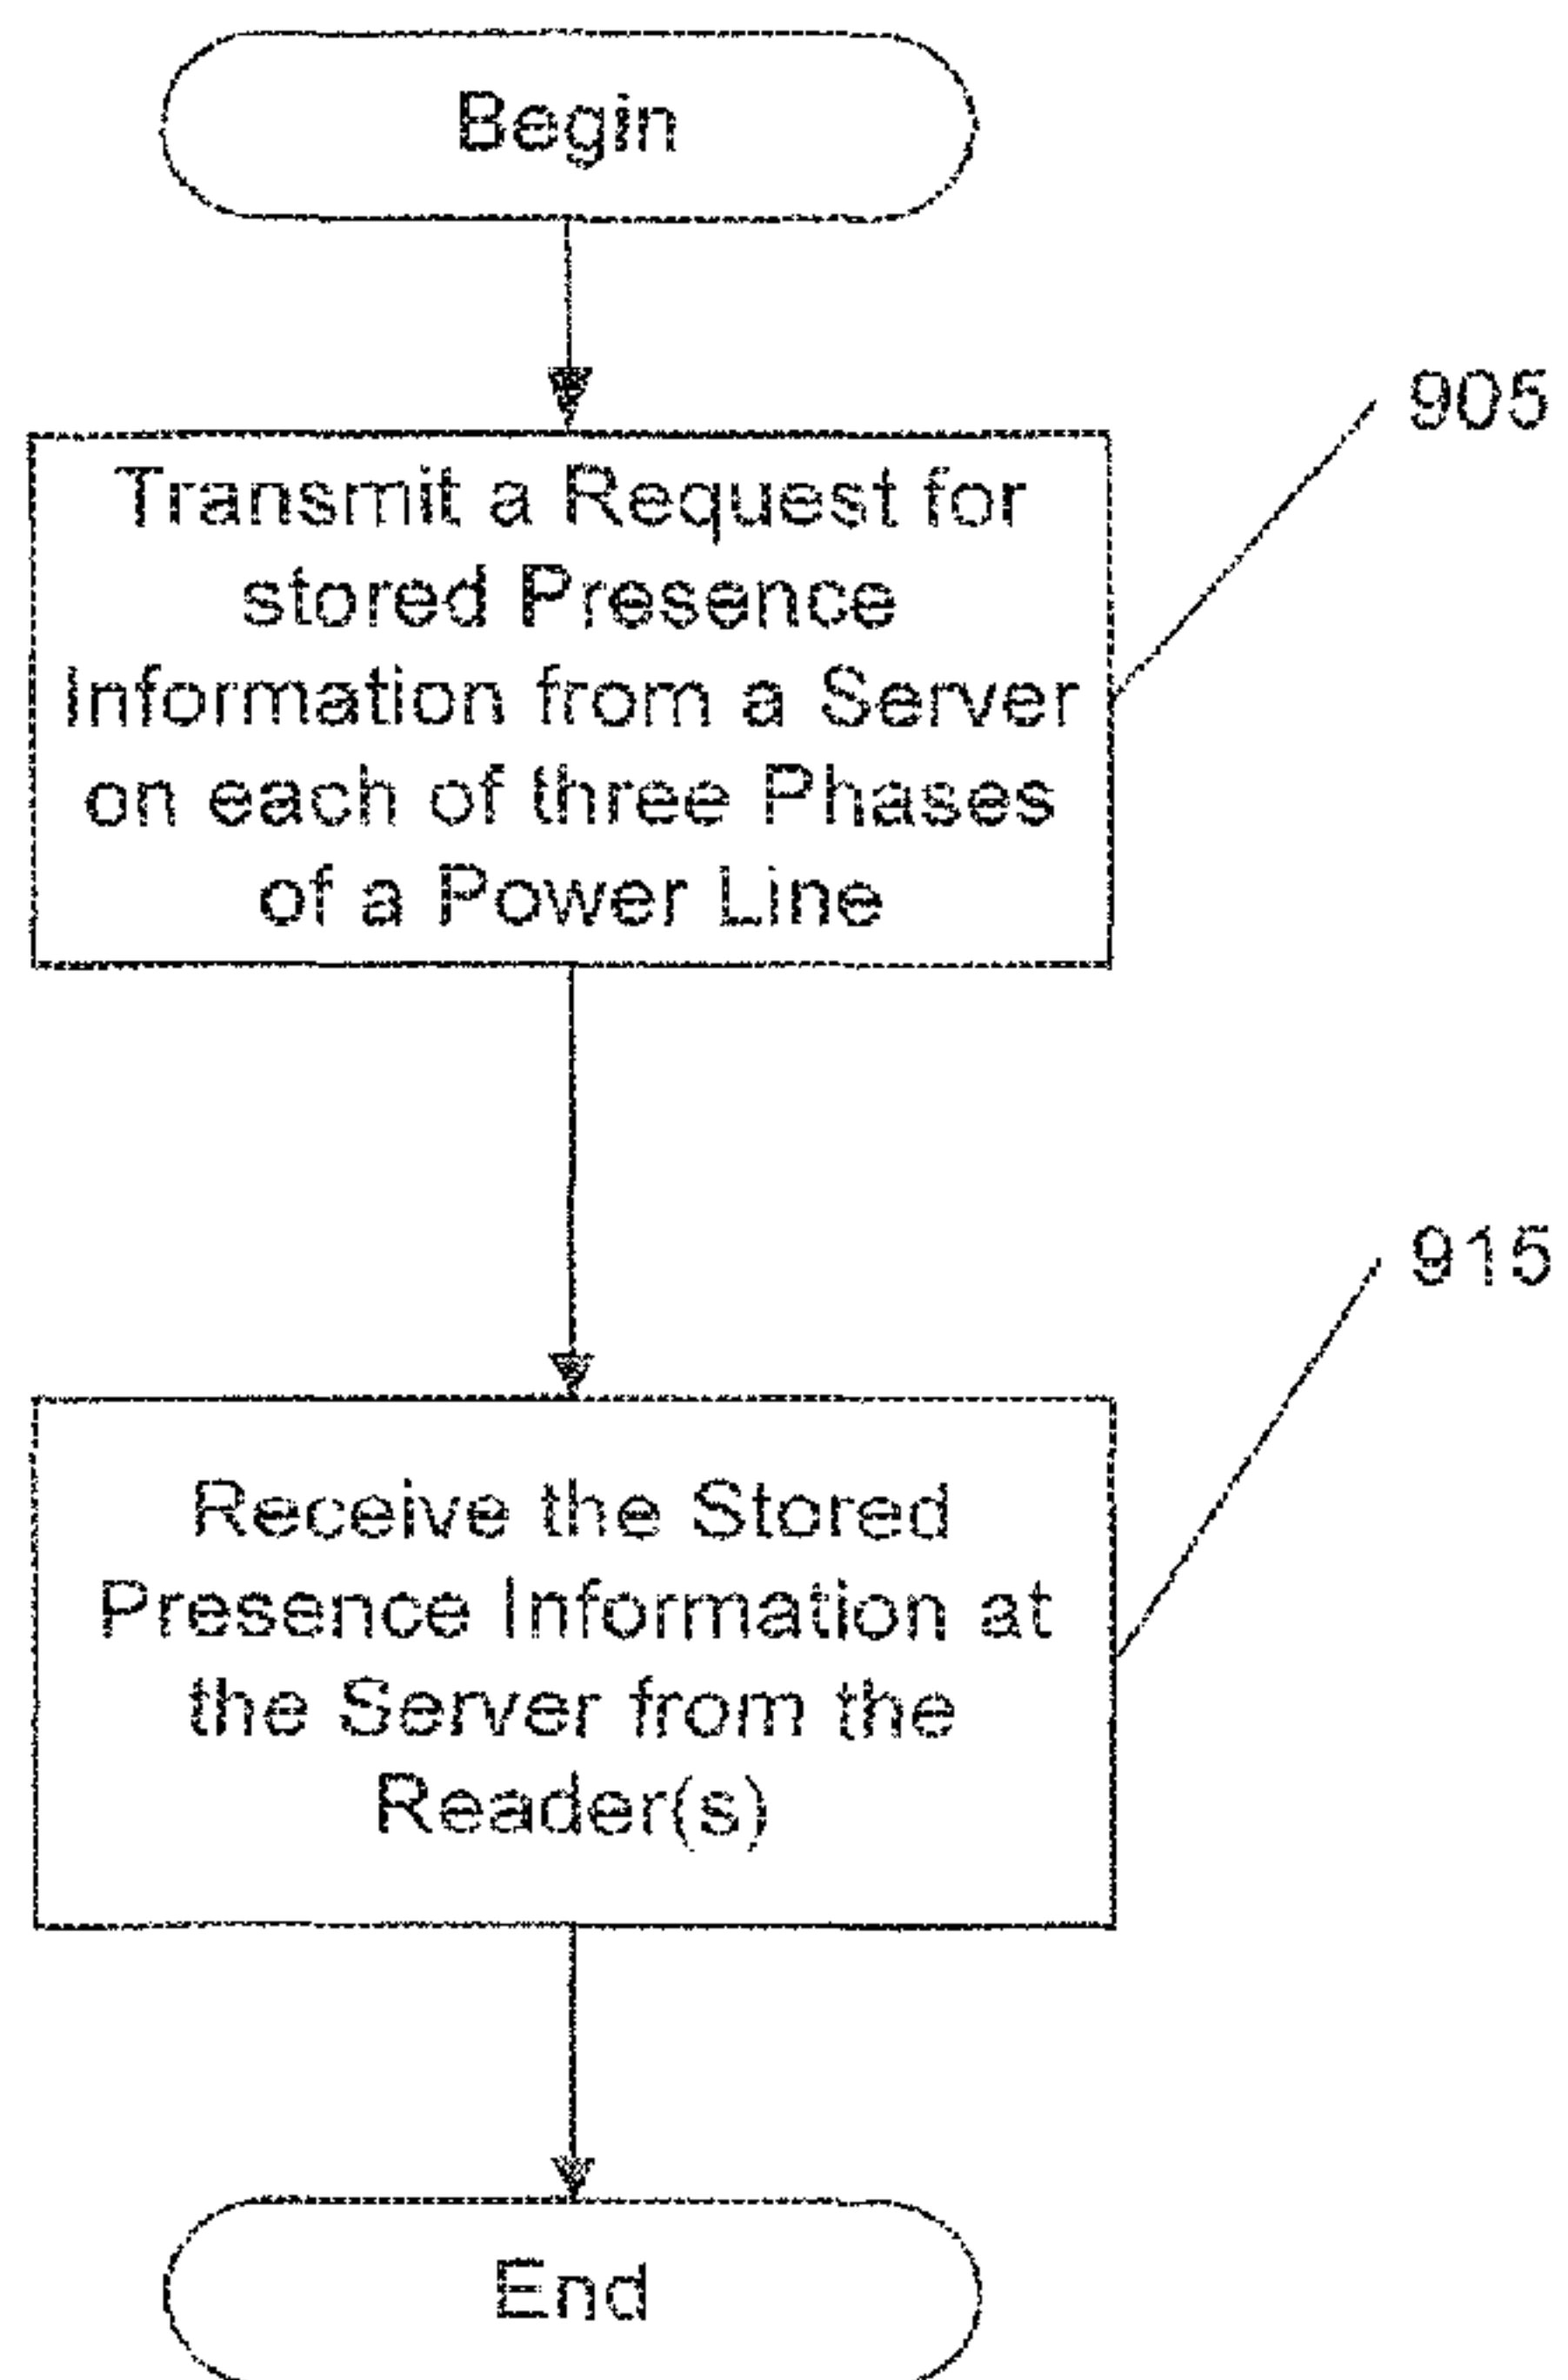 Begin
905
Transmit a Request for
stored Presence
Information from a Server
on each of three Phases
of a Power Line
915
Receive the Stored
Presence Information at
the Server from the
Reader(s)
End